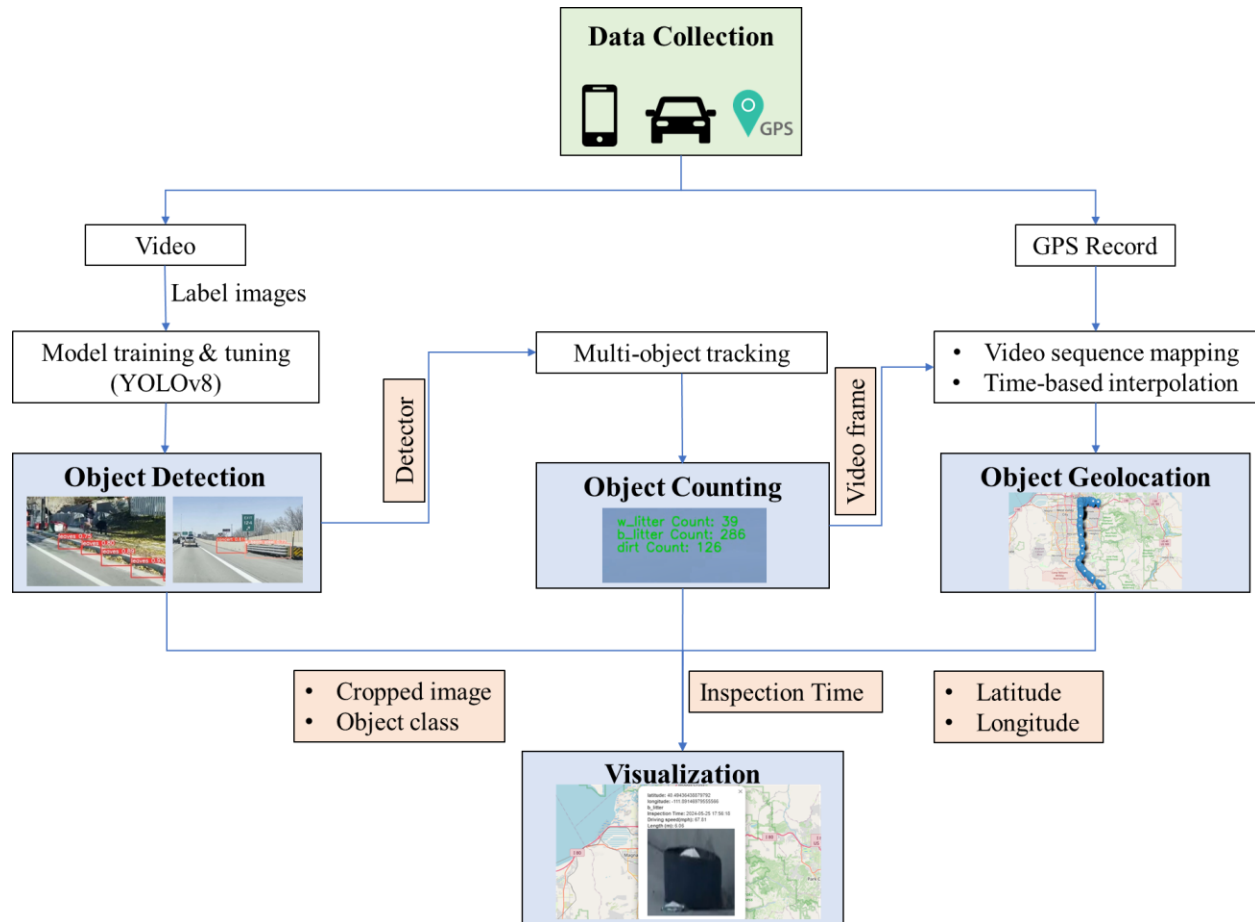 Data Collection
GPS
Video
GPS Record
Label images
Model training & tuning
(YOLOv8)
Multi-object tracking
• Video sequence mapping
• Time-based interpolation
Detector
Video frame
Object Detection
Object Counting
w_litter Count: 39
b_litter Count: 286
dirt Count: 126
Object Geolocation
• Cropped image
• Object class
Inspection Time
• Latitude
• Longitude
Visualization
b_litter